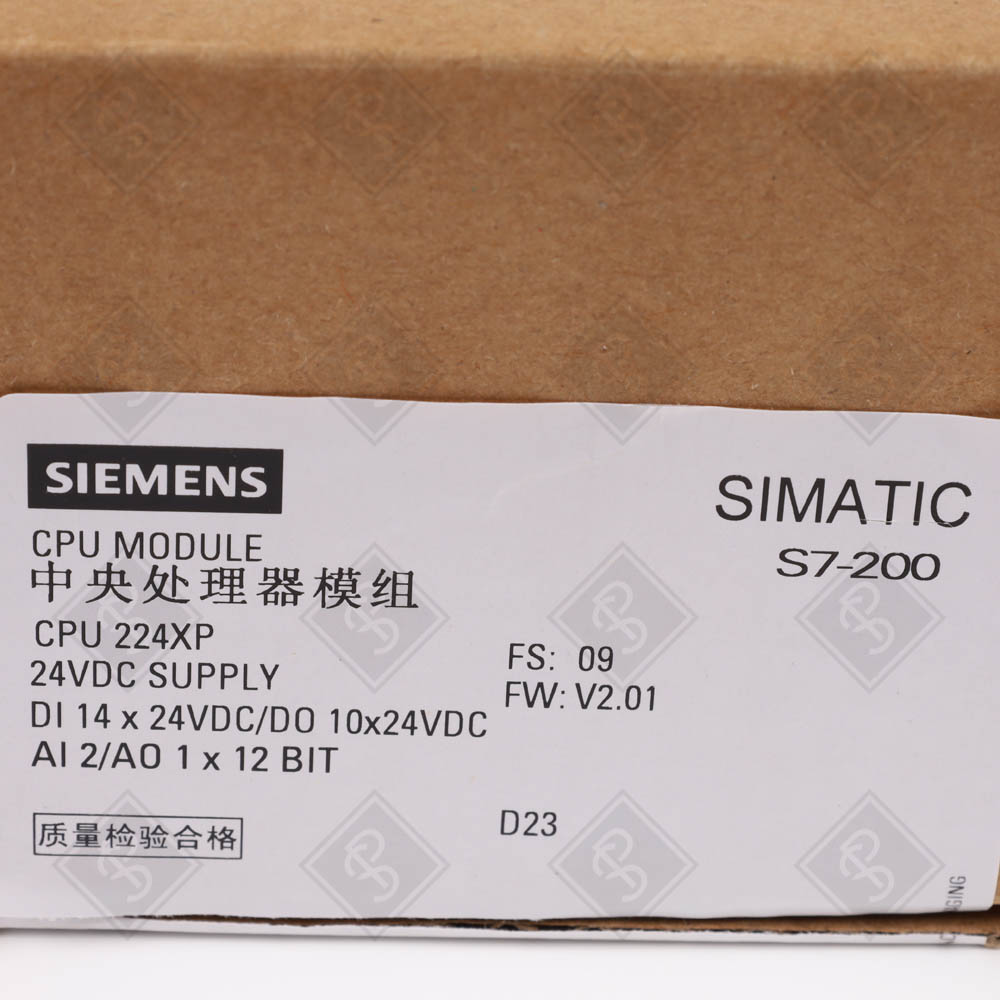 SIEMENS
SIMATIC
S7-200
CPU MODULE
中央处理器模组
CPU 224XP
24VDC SUPPLY
DI 14 x 24VDC/DO 10x24VDC
AI 2/AO 1 x 12 BIT
FS: 09
FW: V2.01
质量检验合格
D23